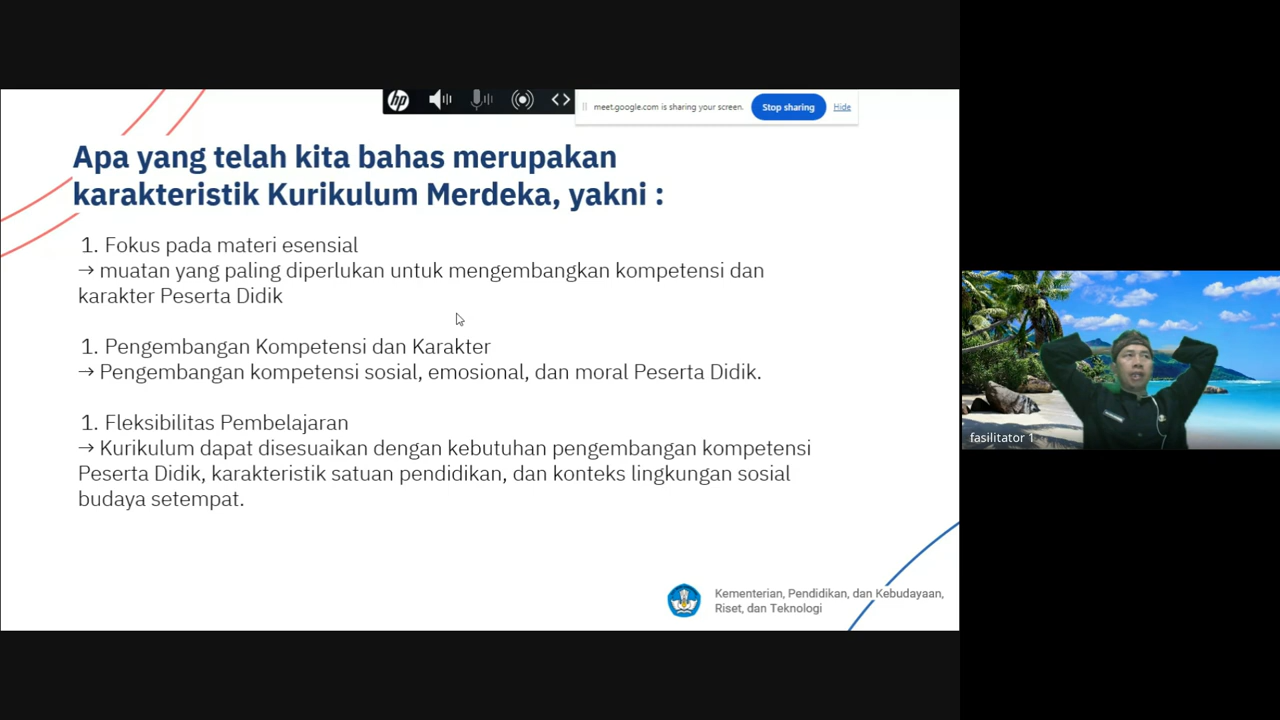 hp
meet.google.com is sharing your screen.
Stop sharing
Hide
Apa yang telah kita bahas merupakan
karakteristik Kurikulum Merdeka, yakni :
1. Fokus pada materi esensial
→ muatan yang paling diperlukan untuk mengembangkan kompetensi dan
karakter Peserta Didik
1. Pengembangan Kompetensi dan Karakter
→ Pengembangan kompetensi sosial, emosional, dan moral Peserta Didik.
1. Fleksibilitas Pembelajaran
→ Kurikulum dapat disesuaikan dengan kebutuhan pengembangan kompetensi
Peserta Didik, karakteristik satuan pendidikan, dan konteks lingkungan sosial
budaya setempat.
Kementerian, Pendidikan, dan Kebudayaan,
Riset, dan Teknologi
fasilitator 1